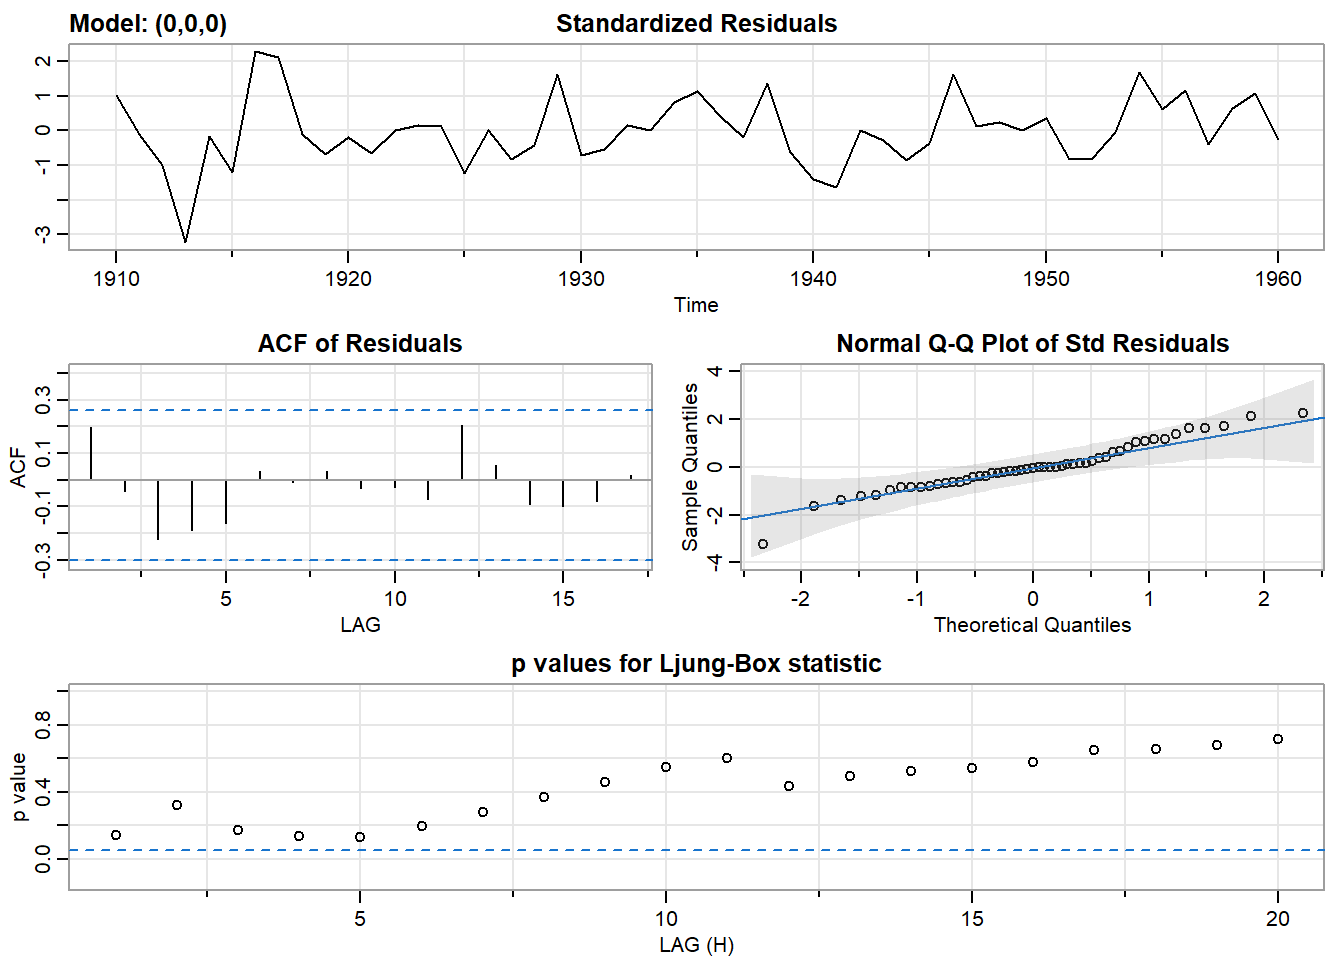 Model: (0,0,0) Standardized Residuals
2
1
0
-1
-3
1910 1920 1930 1940 1950 1960
Time
ACF of Residuals
ACF
0.3
0.1
-0.1
-0.3
5 10 15
LAG
Normal Q-Q Plot of Std Residuals
Sample Quantiles
4
2
0
-2
-4
-2 -1 0 1 2
Theoretical Quantiles
p values for Ljung-Box statistic
p value
0.8
0.4
0.0
5 10 15 20
LAG (H)